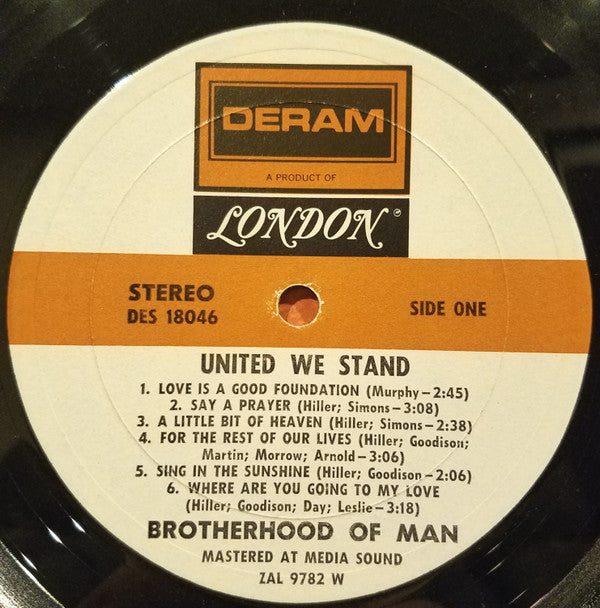 DERAM
A PRODUCT OF
LONDON®
STEREO
DES 18046
SIDE ONE
UNITED WE STAND
1. LOVE IS A GOOD FOUNDATION (Murphy–2:45)
2. SAY A PRAYER (Hiller; Simons–3:08)
3. A LITTLE BIT OF HEAVEN (Hiller; Simons–2:38)
4. FOR THE REST OF OUR LIVES (Hiller; Goodison;
Martin; Morrow; Arnold–3:06)
5. SING IN THE SUNSHINE (Hiller; Goodison–2:06)
6. WHERE ARE YOU GOING TO MY LOVE
(Hiller; Goodison; Day; Leslie–3:18)
BROTHERHOOD OF MAN
MASTERED AT MEDIA SOUND
ZAL 9782 W